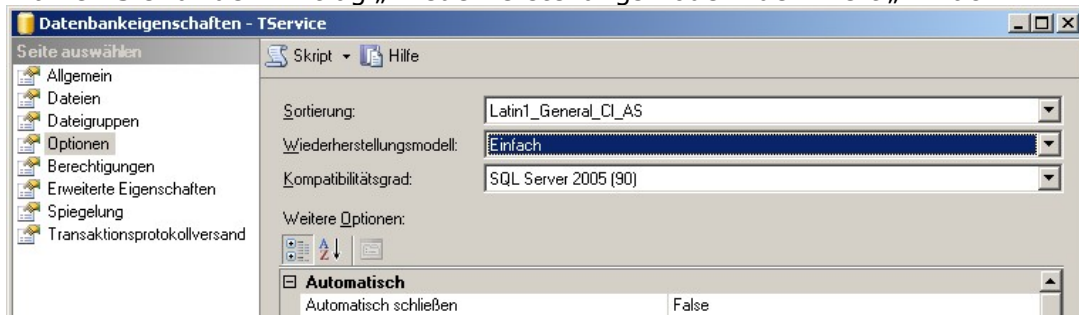 Datenbankeigenschaften - TService
Seite auswählen
Allgemein
Dateien
Dateigruppen
Optionen
Berechtigungen
Erweiterte Eigenschaften
Spiegelung
Transaktionsprotokollversand
Skript Hilfe
Sortierung: Latin1_General_CI_AS
Wiederherstellungsmodell: Einfach
Kompatibilitätsgrad: SQL Server 2005 (90)
Weitere Optionen:
Automatisch
Automatisch schließen False